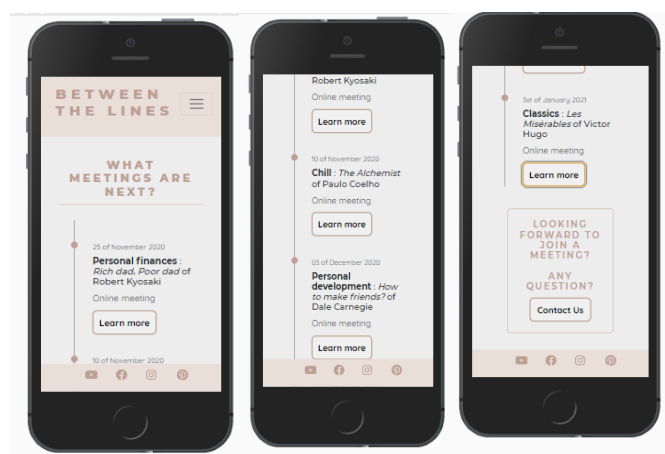 BETWEEN
THE LINES
WHAT
MEETINGS ARE
NEXT?
25 of November 2020
Personal finances :
Rich dad, Poor dad of
Robert Kyosaki
Online meeting
Learn more
10 of November 2020
Robert Kyosaki
Online meeting
Learn more
10 of November 2020
Chill : The Alchemist
of Paulo Coelho
Online meeting
Learn more
03 of December 2020
Personal
development : How
to make friends? of
Dale Carnegie
Online meeting
Learn more
3st of January 2021
Classics : Les
Misérables of Victor
Hugo
Online meeting
Learn more
LOOKING
FORWARD TO
JOIN A
MEETING?
ANY
QUESTION?
Contact Us